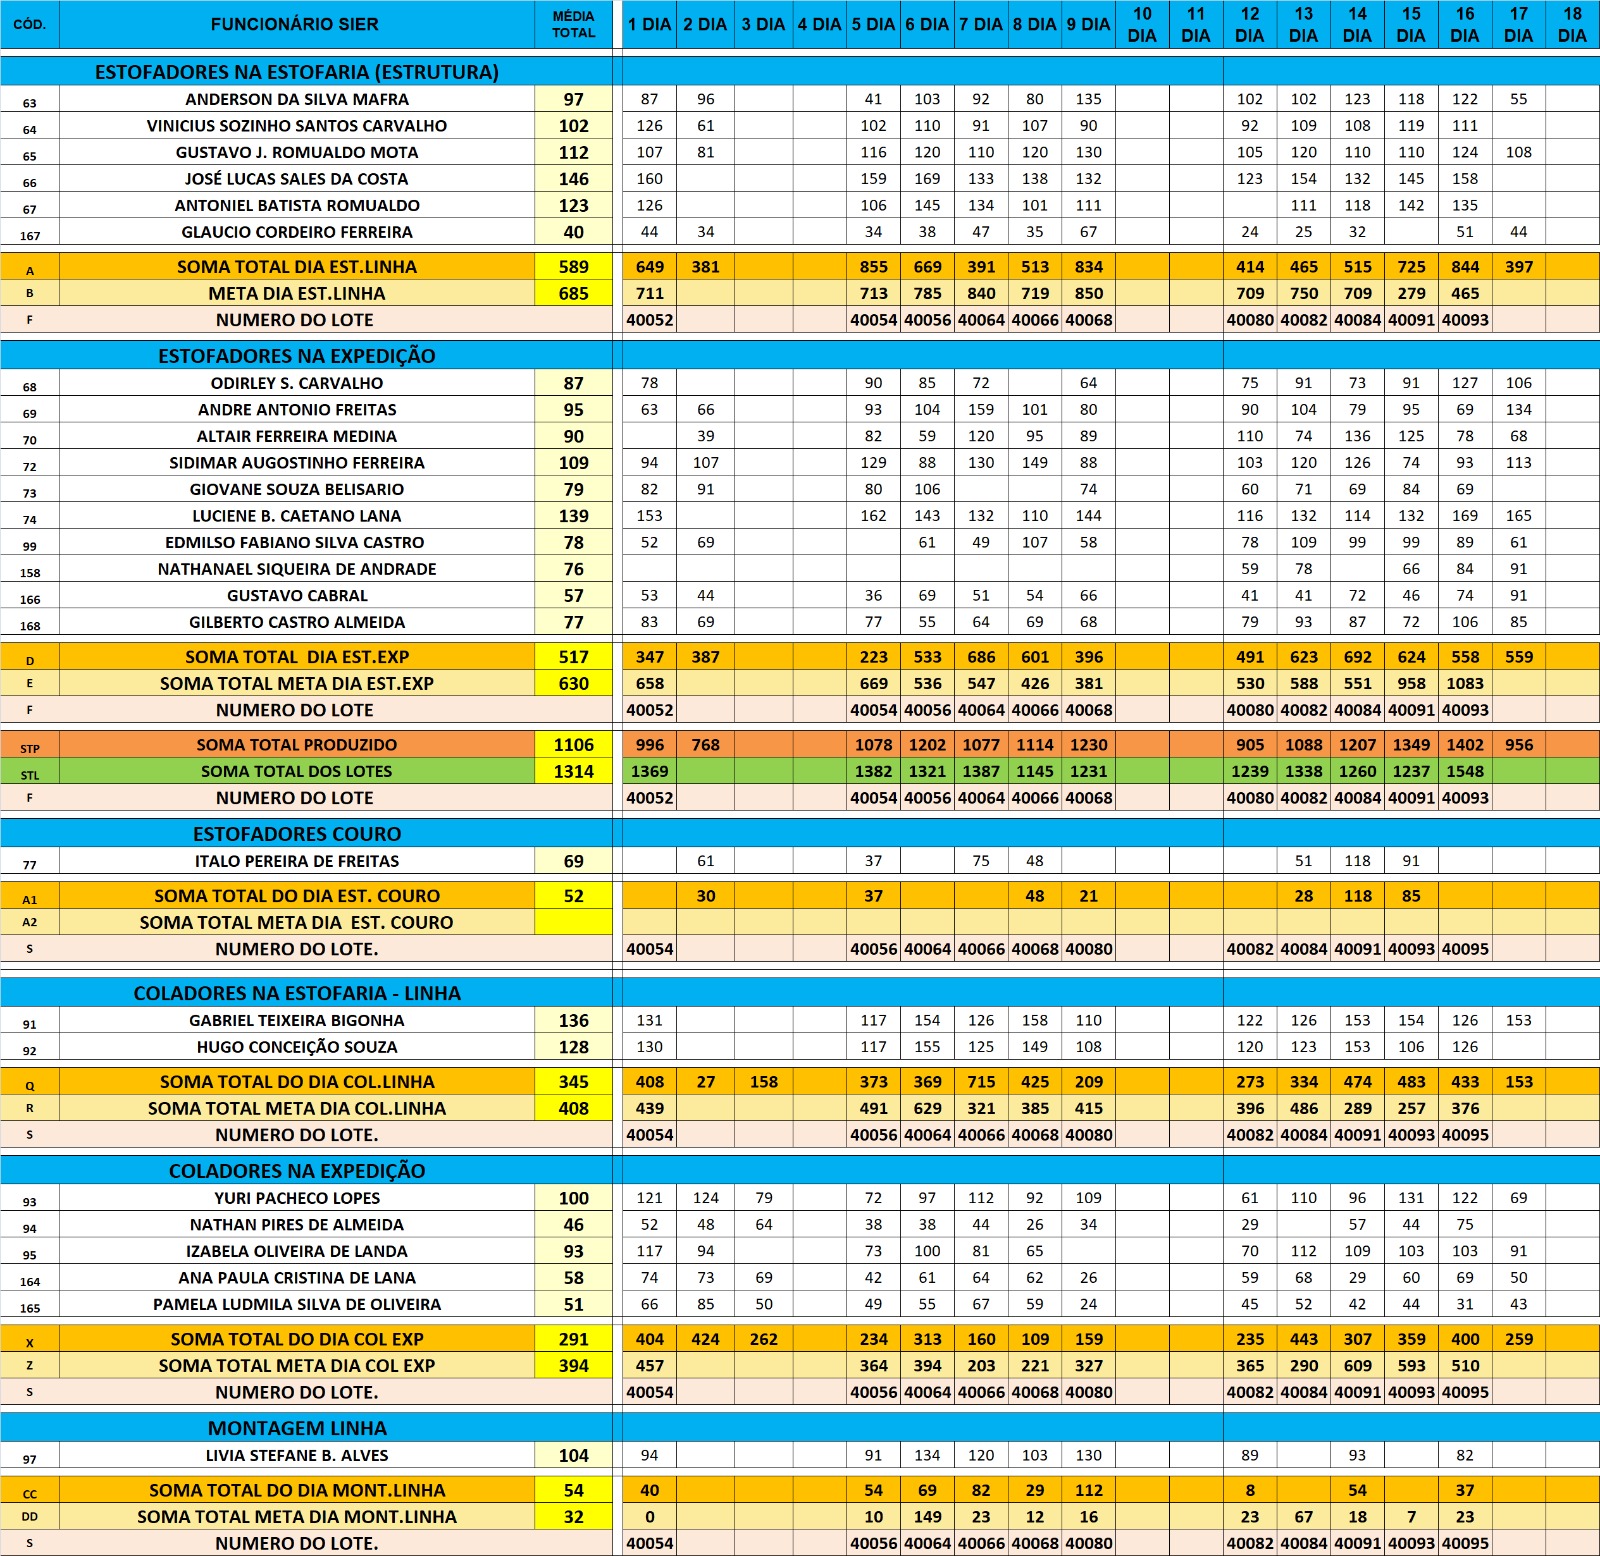 CÓD. FUNCIONÁRIO SIER MÉDIA TOTAL 1 DIA 2 DIA 3 DIA 4 DIA 5 DIA 6 DIA 7 DIA 8 DIA 9 DIA 10 DIA 11 DIA 12 DIA 13 DIA 14 DIA 15 DIA 16 DIA 17 DIA 18 DIA
ESTOFADORES NA ESTOFARIA (ESTRUTURA)
63 ANDERSON DA SILVA MAFRA 97 87 96 41 103 92 80 135 102 102 123 118 122 55
64 VINICIUS SOZINHO SANTOS CARVALHO 102 126 61 102 110 91 107 90 92 109 108 119 111
65 GUSTAVO J. ROMUALDO MOTA 112 107 81 116 120 110 120 130 105 120 110 110 124 108
66 JOSÉ LUCAS SALES DA COSTA 146 160 159 169 133 138 132 123 154 132 145 158
67 ANTONIEL BATISTA ROMUALDO 123 126 106 145 134 101 111 111 118 142 135
167 GLAUCIO CORDEIRO FERREIRA 40 44 34 34 38 47 35 67 24 25 32 51 44
A SOMA TOTAL DIA EST.LINHA 589 649 381 855 669 391 513 834 414 465 515 725 844 397
B META DIA EST.LINHA 685 711 713 785 840 719 850 709 750 709 279 465
F NUMERO DO LOTE 40052 40054 40056 40064 40066 40068 40080 40082 40084 40091 40093
ESTOFADORES NA EXPEDIÇÃO
68 ODIRLEY S. CARVALHO 87 78 90 85 72 64 75 91 73 91 127 106
69 ANDRE ANTONIO FREITAS 95 63 66 93 104 159 101 80 90 104 79 95 69 134
70 ALTAIR FERREIRA MEDINA 90 39 82 59 120 95 89 110 74 136 125 78 68
72 SIDIMAR AUGOSTINHO FERREIRA 109 94 107 129 88 130 149 88 103 120 126 74 93 113
73 GIOVANE SOUZA BELISARIO 79 82 91 80 106 74 60 71 69 84 69
74 LUCIENE B. CAETANO LANA 139 153 162 143 132 110 144 116 132 114 132 169 165
99 EDMILSO FABIANO SILVA CASTRO 78 52 69 61 49 107 58 78 109 99 99 89 61
158 NATHANAEL SIQUEIRA DE ANDRADE 76 59 78 66 84 91
166 GUSTAVO CABRAL 57 53 44 36 69 51 54 66 41 41 72 46 74 91
168 GILBERTO CASTRO ALMEIDA 77 83 69 77 55 64 69 68 79 93 87 72 106 85
D SOMA TOTAL DIA EST.EXP 517 347 387 223 533 686 601 396 491 623 692 624 558 559
E SOMA TOTAL META DIA EST.EXP 630 658 669 536 547 426 381 530 588 551 958 1083
F NUMERO DO LOTE 40052 40054 40056 40064 40066 40068 40080 40082 40084 40091 40093
STP SOMA TOTAL PRODUZIDO 1106 996 768 1078 1202 1077 1114 1230 905 1088 1207 1349 1402 956
STL SOMA TOTAL DOS LOTES 1314 1369 1382 1321 1387 1145 1231 1239 1338 1260 1237 1548
F NUMERO DO LOTE 40052 40054 40056 40064 40066 40068 40080 40082 40084 40091 40093
ESTOFADORES COURO
77 ITALO PEREIRA DE FREITAS 69 61 37 75 48 51 118 91
A1 SOMA TOTAL DO DIA EST. COURO 52 30 37 48 21 28 118 85
A2 SOMA TOTAL META DIA EST. COURO
S NUMERO DO LOTE. 40054 40056 40064 40066 40068 40080 40082 40084 40091 40093 40095
COLADORES NA ESTOFARIA - LINHA
91 GABRIEL TEIXEIRA BIGONHA 136 131 117 154 126 158 110 122 126 153 154 126 153
92 HUGO CONCEIÇÃO SOUZA 128 130 117 155 125 149 108 120 123 153 106 126
Q SOMA TOTAL DO DIA COL.LINHA 345 408 27 158 373 369 715 425 209 273 334 474 483 433 153
R SOMA TOTAL META DIA COL.LINHA 408 439 491 629 321 385 415 396 486 289 257 376
S NUMERO DO LOTE. 40054 40056 40064 40066 40068 40080 40082 40084 40091 40093 40095
COLADORES NA EXPEDIÇÃO
93 YURI PACHECO LOPES 100 121 124 79 72 97 112 92 109 61 110 96 131 122 69
94 NATHAN PIRES DE ALMEIDA 46 52 48 64 38 38 44 26 34 29 57 44 75
95 IZABELA OLIVEIRA DE LANDA 93 117 94 73 100 81 65 70 112 109 103 103 91
164 ANA PAULA CRISTINA DE LANA 58 74 73 69 42 61 64 62 26 59 68 29 60 69 50
165 PAMELA LUDMILA SILVA DE OLIVEIRA 51 66 85 50 49 55 67 59 24 45 52 42 44 31 43
X SOMA TOTAL DO DIA COL EXP 291 404 424 262 234 313 160 109 159 235 443 307 359 400 259
Z SOMA TOTAL META DIA COL EXP 394 457 364 394 203 221 327 365 290 609 593 510
S NUMERO DO LOTE. 40054 40056 40064 40066 40068 40080 40082 40084 40091 40093 40095
MONTAGEM LINHA
97 LIVIA STEFANE B. ALVES 104 94 91 134 120 103 130 89 93 82
CC SOMA TOTAL DO DIA MONT.LINHA 54 40 54 69 82 29 112 8 54 37
DD SOMA TOTAL META DIA MONT.LINHA 32 0 10 149 23 12 16 23 67 18 7 23
S NUMERO DO LOTE. 40054 40056 40064 40066 40068 40080 40082 40084 40091 40093 40095